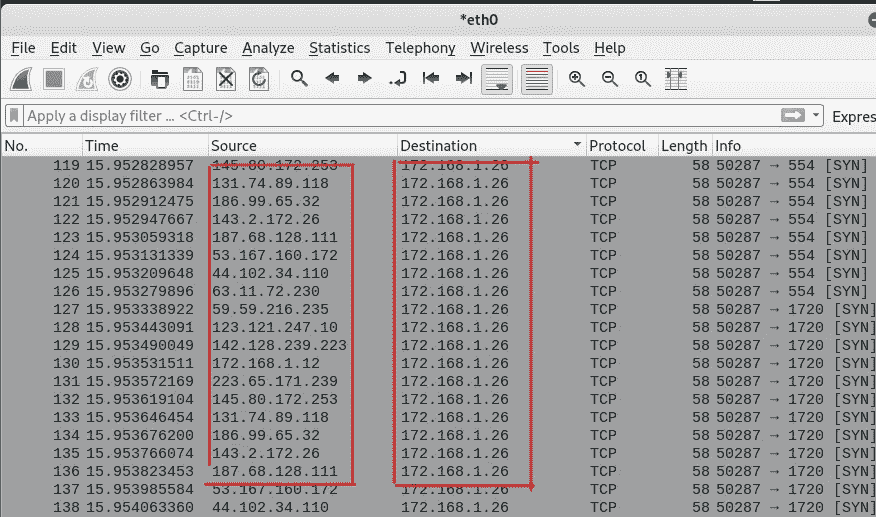 *eth0
File Edit View Go Capture Analyze Statistics Telephony Wireless Tools Help
Apply a display filter ... <Ctrl-/> Expres
No. Time Source Destination Protocol Length Info
119 15.952828957 145.80.172.253 172.168.1.26 TCP 58 50287 → 554 [SYN]
120 15.952863984 131.74.89.118 172.168.1.26 TCP 58 50287 → 554 [SYN]
121 15.952912475 186.99.65.32 172.168.1.26 TCP 58 50287 → 554 [SYN]
122 15.952947667 143.2.172.26 172.168.1.26 TCP 58 50287 → 554 [SYN]
123 15.953059318 187.68.128.111 172.168.1.26 TCP 58 50287 → 554 [SYN]
124 15.953131339 53.167.160.172 172.168.1.26 TCP 58 50287 → 554 [SYN]
125 15.953209648 44.102.34.110 172.168.1.26 TCP 58 50287 → 554 [SYN]
126 15.953279896 63.11.72.230 172.168.1.26 TCP 58 50287 → 554 [SYN]
127 15.953338922 59.59.216.235 172.168.1.26 TCP 58 50287 → 1720 [SYN]
128 15.953443091 123.121.247.10 172.168.1.26 TCP 58 50287 → 1720 [SYN]
129 15.953490049 142.128.239.223 172.168.1.26 TCP 58 50287 → 1720 [SYN]
130 15.953531511 172.168.1.12 172.168.1.26 TCP 58 50287 → 1720 [SYN]
131 15.953572169 223.65.171.239 172.168.1.26 TCP 58 50287 → 1720 [SYN]
132 15.953619104 145.80.172.253 172.168.1.26 TCP 58 50287 → 1720 [SYN]
133 15.953646454 131.74.89.118 172.168.1.26 TCP 58 50287 → 1720 [SYN]
134 15.953676200 186.99.65.32 172.168.1.26 TCP 58 50287 → 1720 [SYN]
135 15.953766074 143.2.172.26 172.168.1.26 TCP 58 50287 → 1720 [SYN]
136 15.953823453 187.68.128.111 172.168.1.26 TCP 58 50287 → 1720 [SYN]
137 15.953985584 53.167.160.172 172.168.1.26 TCP 58 50287 → 1720 [SYN]
138 15.954063360 44.102.34.110 172.168.1.26 TCP 58 50287 → 1720 [SYN]